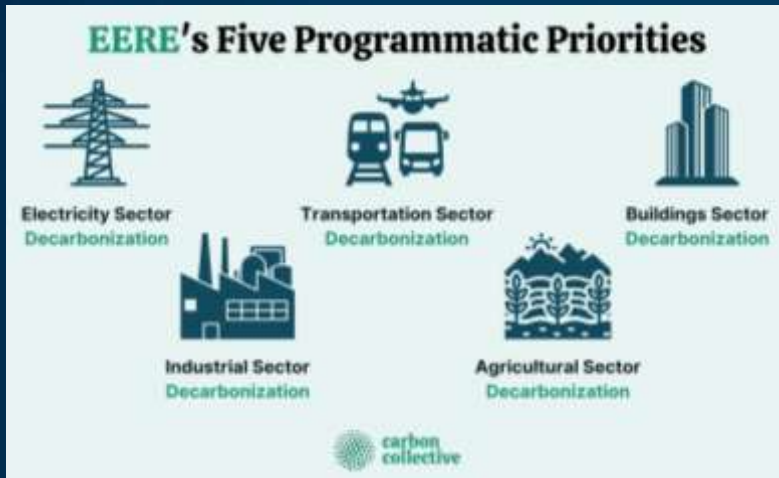 EERE's Five Programmatic Priorities
Electricity Sector
Decarbonization
Transportation Sector
Decarbonization
Buildings Sector
Decarbonization
Industrial Sector
Decarbonization
Agricultural Sector
Decarbonization
carbon
collective